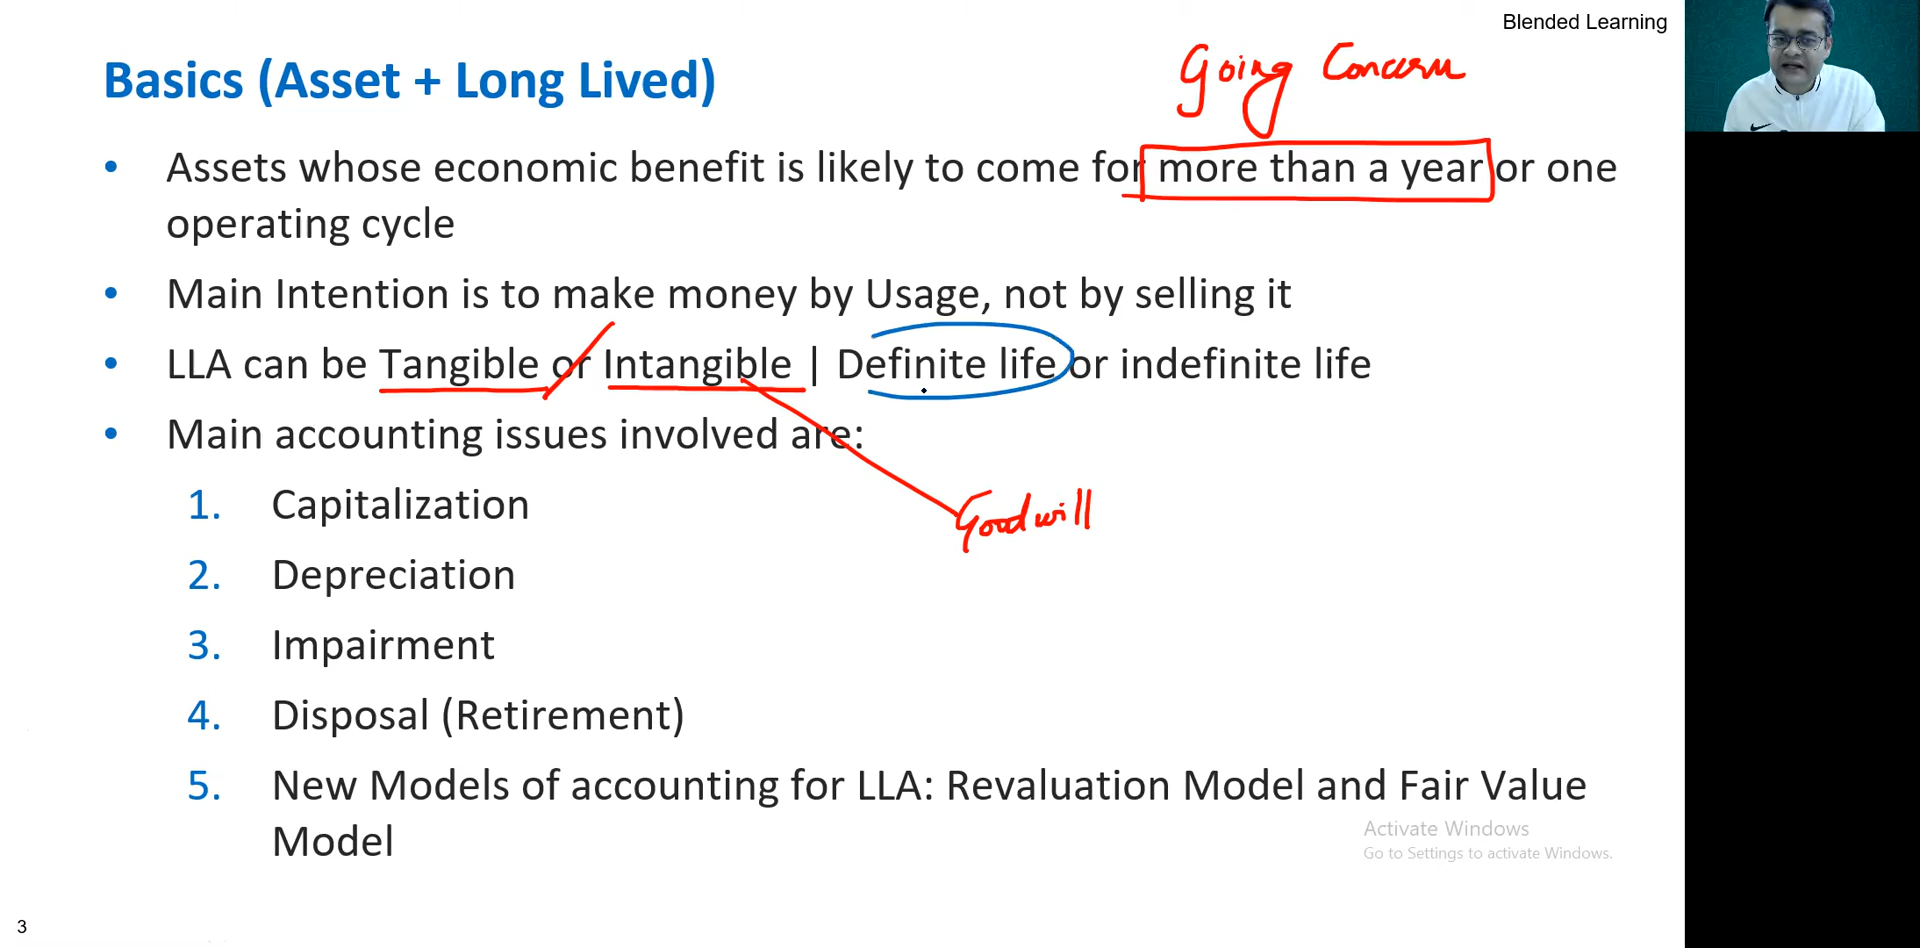 Blended Learning
Going Concern
Basics (Asset + Long Lived)
• Assets whose economic benefit is likely to come for more than a year or one
operating cycle
• Main Intention is to make money by Usage, not by selling it
• LLA can be Tangible or Intangible | Definite life or indefinite life
• Main accounting issues involved are:
1. Capitalization
Goodwill
2. Depreciation
3. Impairment
4. Disposal (Retirement)
5. New Models of accounting for LLA: Revaluation Model and Fair Value
Model
Activate Windows
Go to Settings to activate Windows.
3